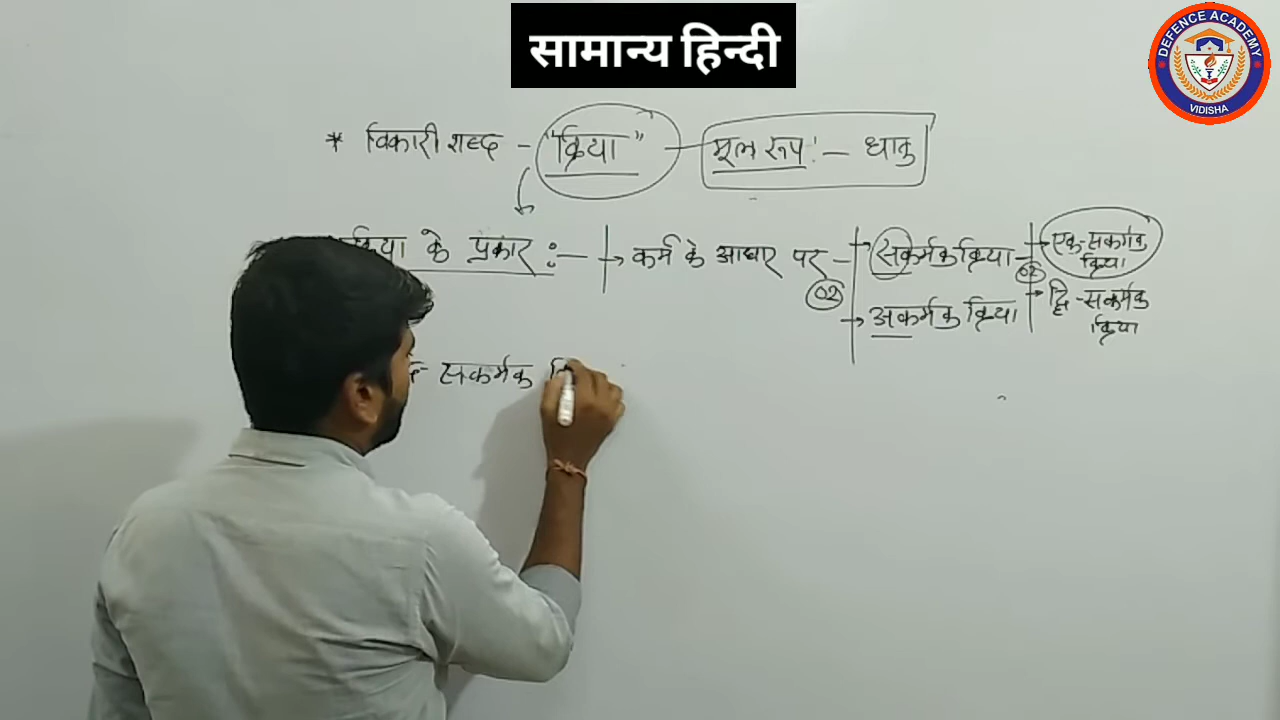 सामान्य हिन्दी
DEFENCE ACADEMY
VIDISHA
* विकारी शब्द - "क्रिया" - मूल रूप :- धातु
क्रिया के प्रकार :- → कर्म के आधार पर - 02
→ सकर्मक क्रिया - 02
→ अकर्मक क्रिया
→ एक-सकर्मक
क्रिया
→ द्वि-सकर्मक
क्रिया
- सकर्मक